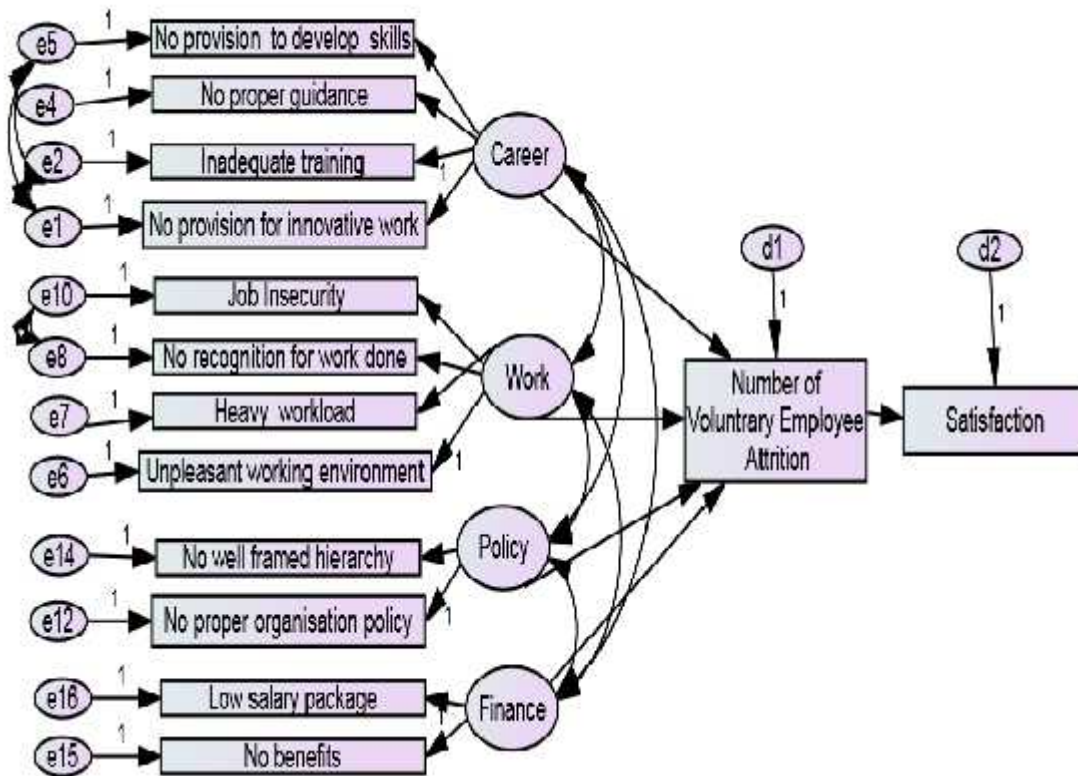 e5
1
No provision to develop skills
e4
1
No proper guidance
e2
1
Inadequate training
e1
1
No provision for innovative work
Career
1
e10
1
Job Insecurity
e8
1
No recognition for work done
e7
1
Heavy workload
e6
1
Unpleasant working environment
Work
1
e14
1
No well framed hierarchy
e12
1
No proper organisation policy
Policy
1
e16
1
Low salary package
e15
1
No benefits
Finance
1
d1
1
Number of
Voluntrary Employee
Attrition
d2
1
Satisfaction